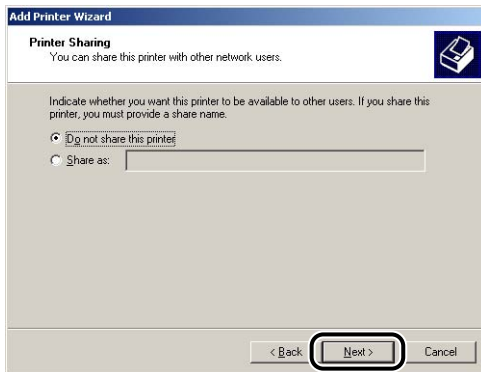 Add Printer Wizard
Printer Sharing
You can share this printer with other network users.
Indicate whether you want this printer to be available to other users. If you share this
printer, you must provide a share name.
Do not share this printer
Share as:
< Back Next > Cancel